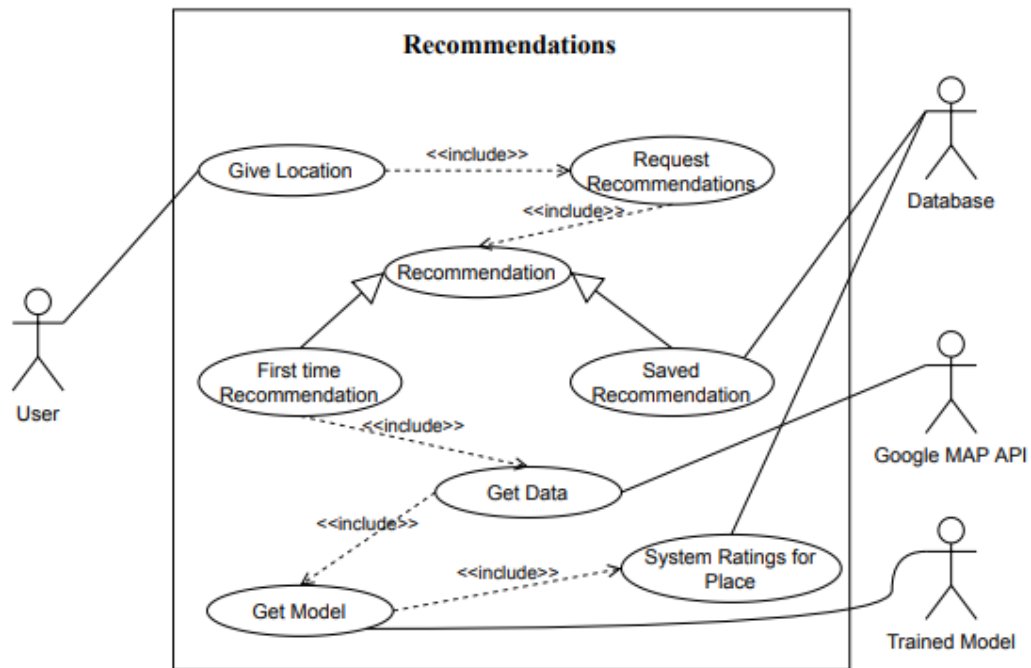 Recommendations
Give Location
<<include>>
Request
Recommendations
Database
<<include>>
Recommendation
User
First time
Recommendation
Saved
Recommendation
<<include>>
Google MAP API
Get Data
<<include>>
<<include>>
System Ratings for
Place
Get Model
Trained Model